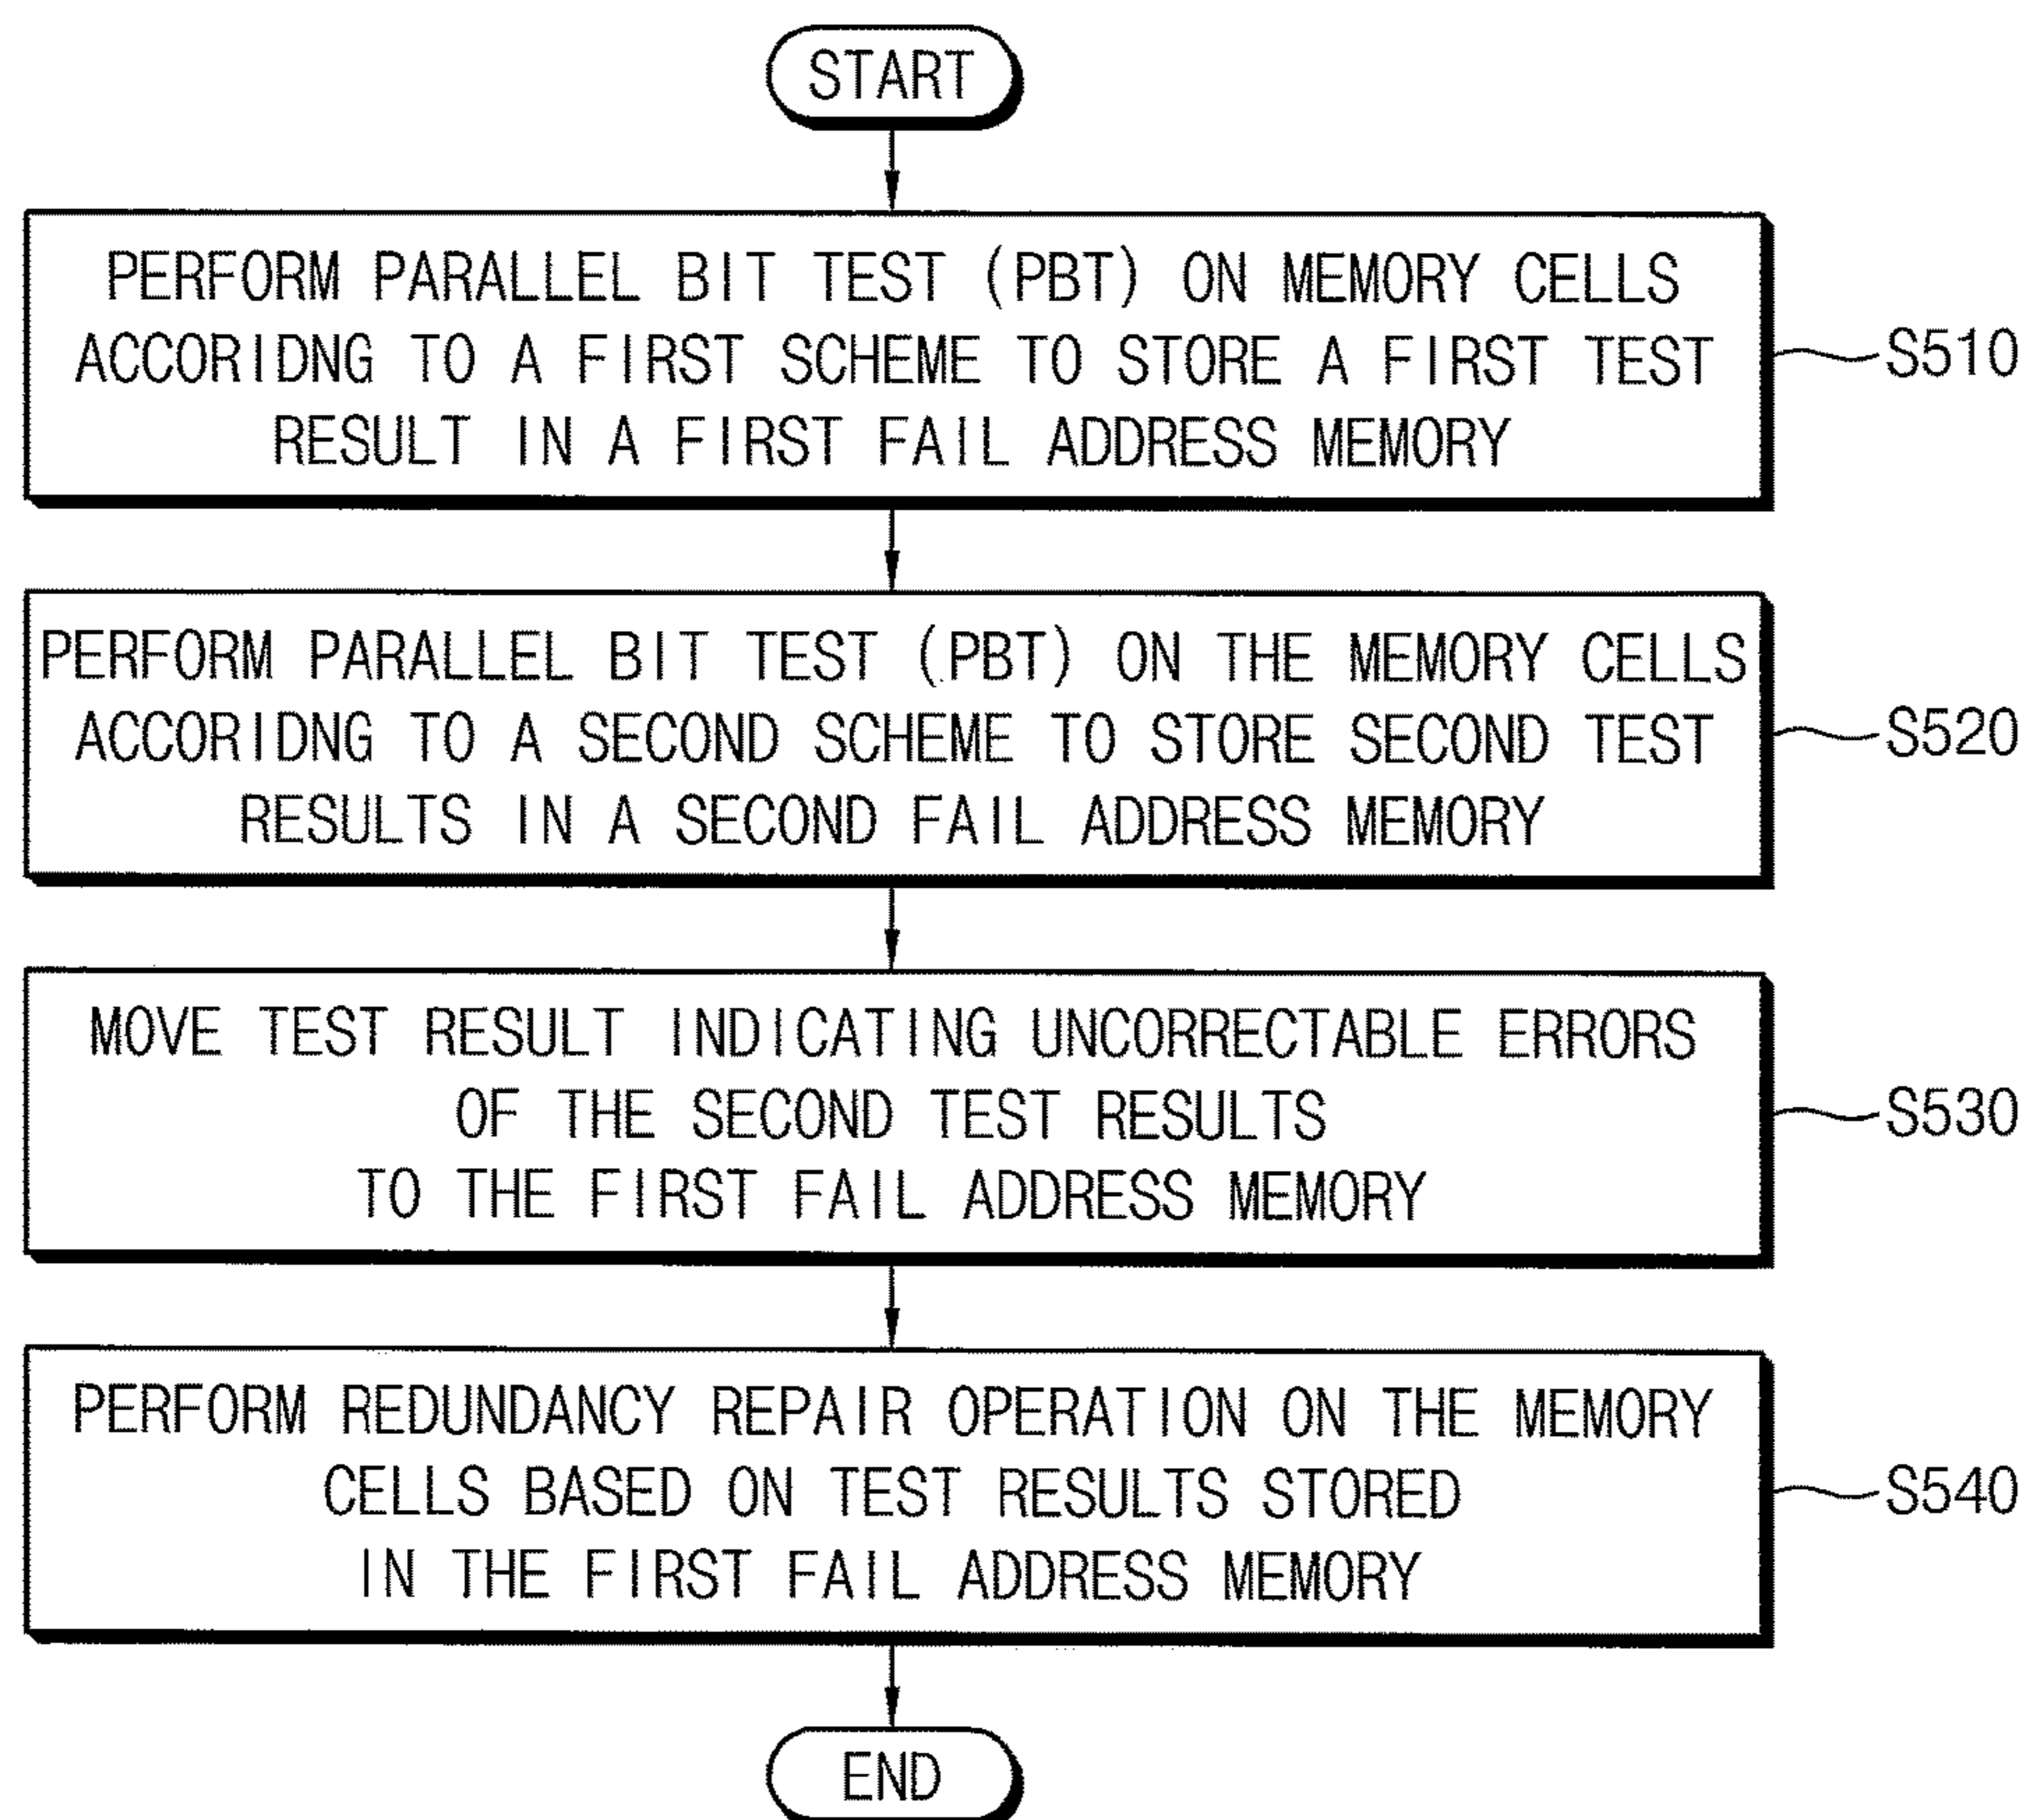 START
PERFORM PARALLEL BIT TEST (PBT) ON MEMORY CELLS
ACCORIDNG TO A FIRST SCHEME TO STORE A FIRST TEST
RESULT IN A FIRST FAIL ADDRESS MEMORY
S510
PERFORM PARALLEL BIT TEST (PBT) ON THE MEMORY CELLS
ACCORIDNG TO A SECOND SCHEME TO STORE SECOND TEST
RESULTS IN A SECOND FAIL ADDRESS MEMORY
S520
MOVE TEST RESULT INDICATING UNCORRECTABLE ERRORS
OF THE SECOND TEST RESULTS
TO THE FIRST FAIL ADDRESS MEMORY
S530
PERFORM REDUNDANCY REPAIR OPERATION ON THE MEMORY
CELLS BASED ON TEST RESULTS STORED
IN THE FIRST FAIL ADDRESS MEMORY
S540
END